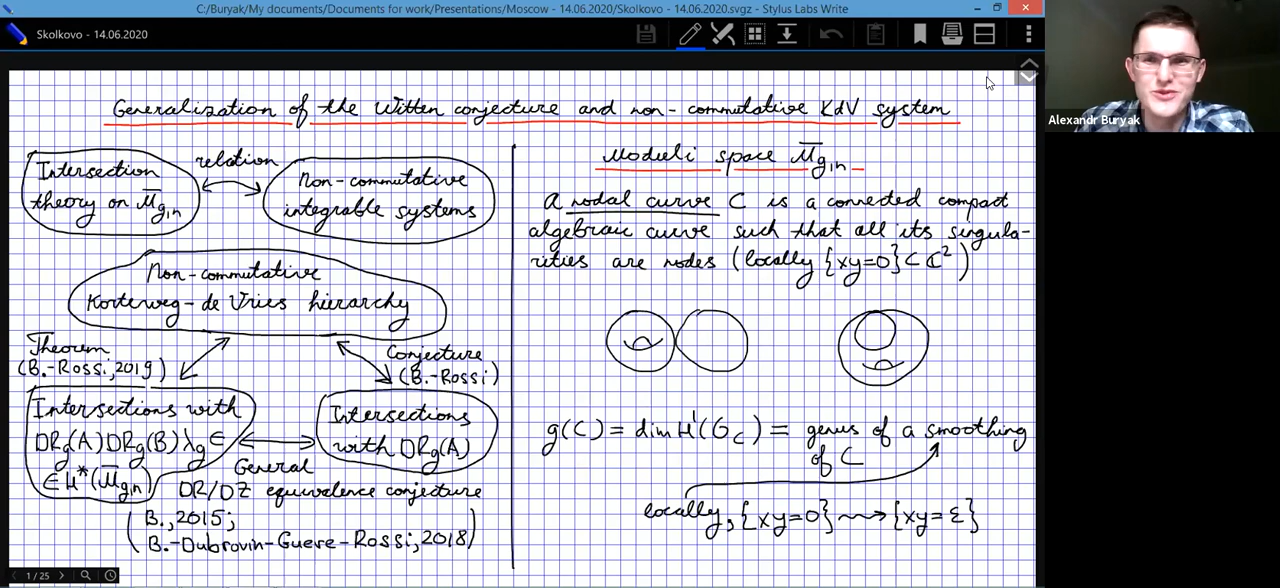 C:/Buryak/My documents/Documents for work/Presentations/Moscow - 14.06.2020/Skolkovo - 14.06.2020.svgz - Stylus Labs Write
Skolkovo - 14.06.2020
Alexandr Buryak
Generalization of the Witten conjecture and non-commutative KdV system
Intersection
theory on M̅g,n
relation
Non-commutative
integrable systems
Non-commutative
Korteweg-de Vries hierarchy
Theorem
(B.-Rossi, 2019)
Conjecture
(B.-Rossi)
Intersections with
DRg(A)DRg(B)λg ∈
∈ H*(M̅g,n)
Intersections
with DRg(A)
General
DR/DZ equivalence conjecture
(B., 2015;
B.-Dubrovin-Guere-Rossi, 2018)
Moduli space M̅g,n
A nodal curve C is a connected compact
algebraic curve such that all its singula-
rities are nodes (locally {xy=0} ⊂ ℂ²)
g(C) = dim H¹(O_C) = genus of a smoothing
of C
locally, {xy=0} ⇝ {xy=ε}
1/25